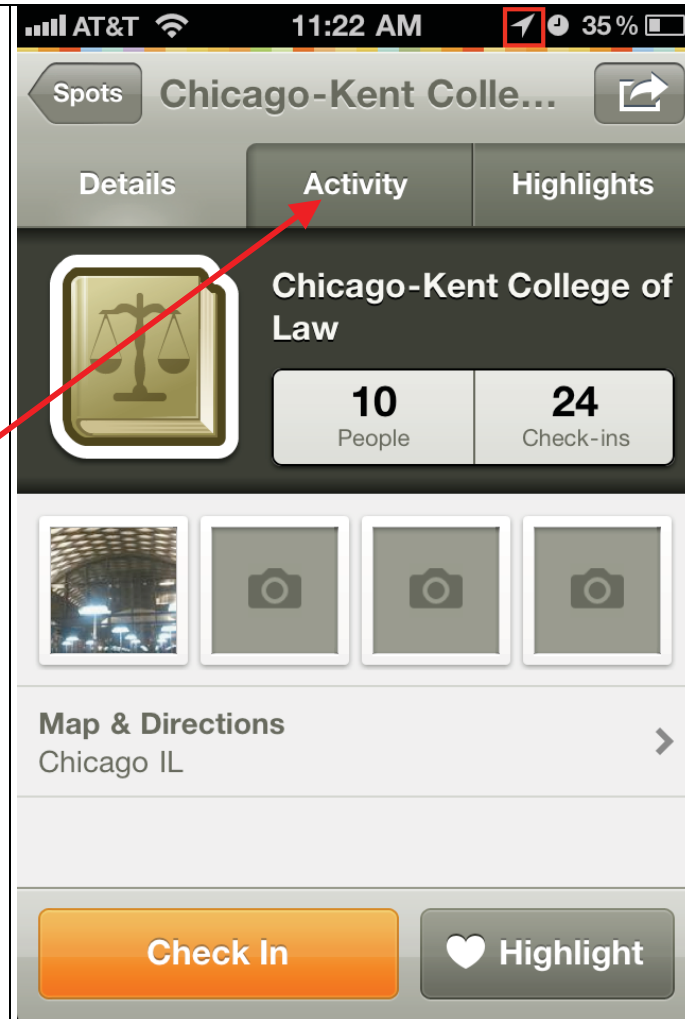 AT&T 11:22 AM 35%
Spots Chicago-Kent Colle...
Details Activity Highlights
Chicago-Kent College of
Law
10 24
People Check-ins
Map & Directions
Chicago IL
Check In Highlight